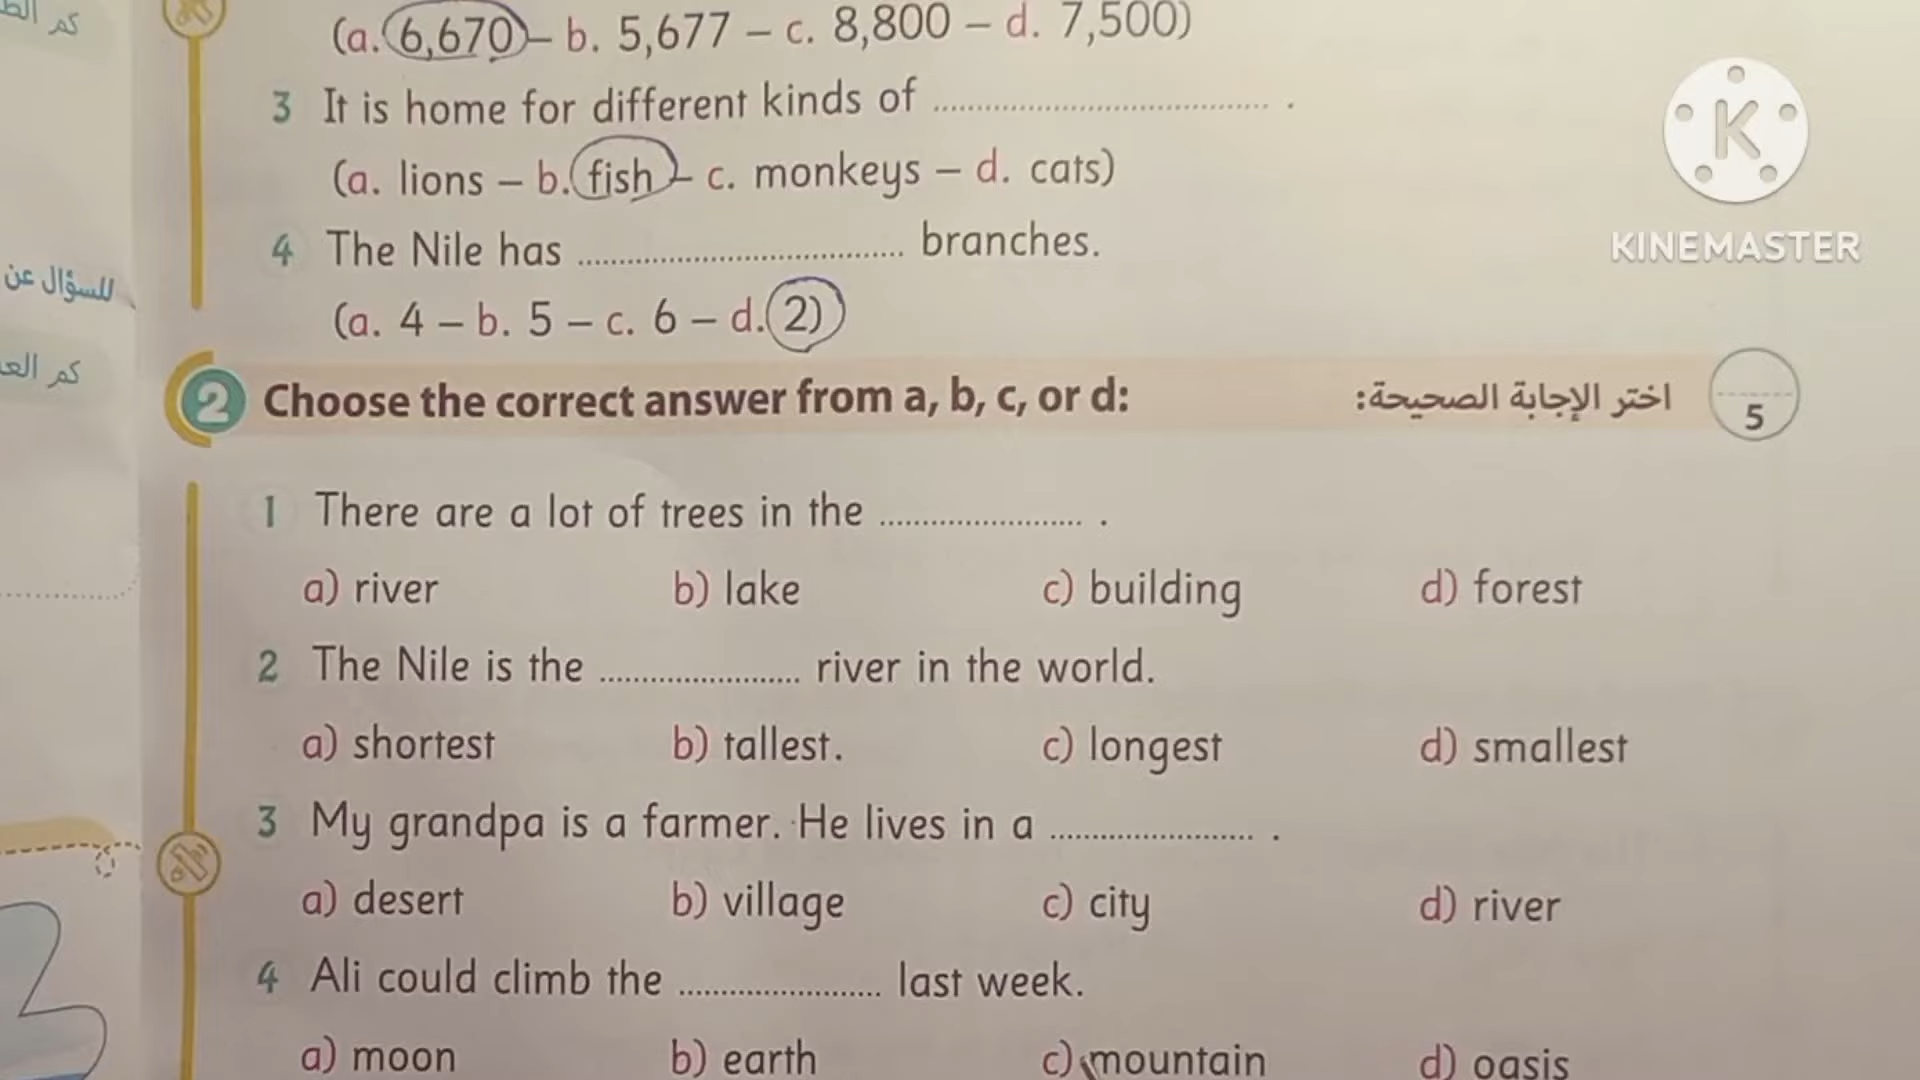 كم الط
(a. 6,670 – b. 5,677 – c. 8,800 – d. 7,500)
3 It is home for different kinds of ........................ .
(a. lions – b. fish – c. monkeys – d. cats)
4 The Nile has ........................ branches.
(a. 4 – b. 5 – c. 6 – d. 2)
K
KINEMASTER
للسؤال عن
كم الع
2 Choose the correct answer from a, b, c, or d:
اختر الإجابة الصحيحة:
5
1 There are a lot of trees in the ........................ .
a) river b) lake c) building d) forest
2 The Nile is the ........................ river in the world.
a) shortest b) tallest. c) longest d) smallest
3 My grandpa is a farmer. He lives in a ........................ .
a) desert b) village c) city d) river
4 Ali could climb the ........................ last week.
a) moon b) earth c) mountain d) oasis